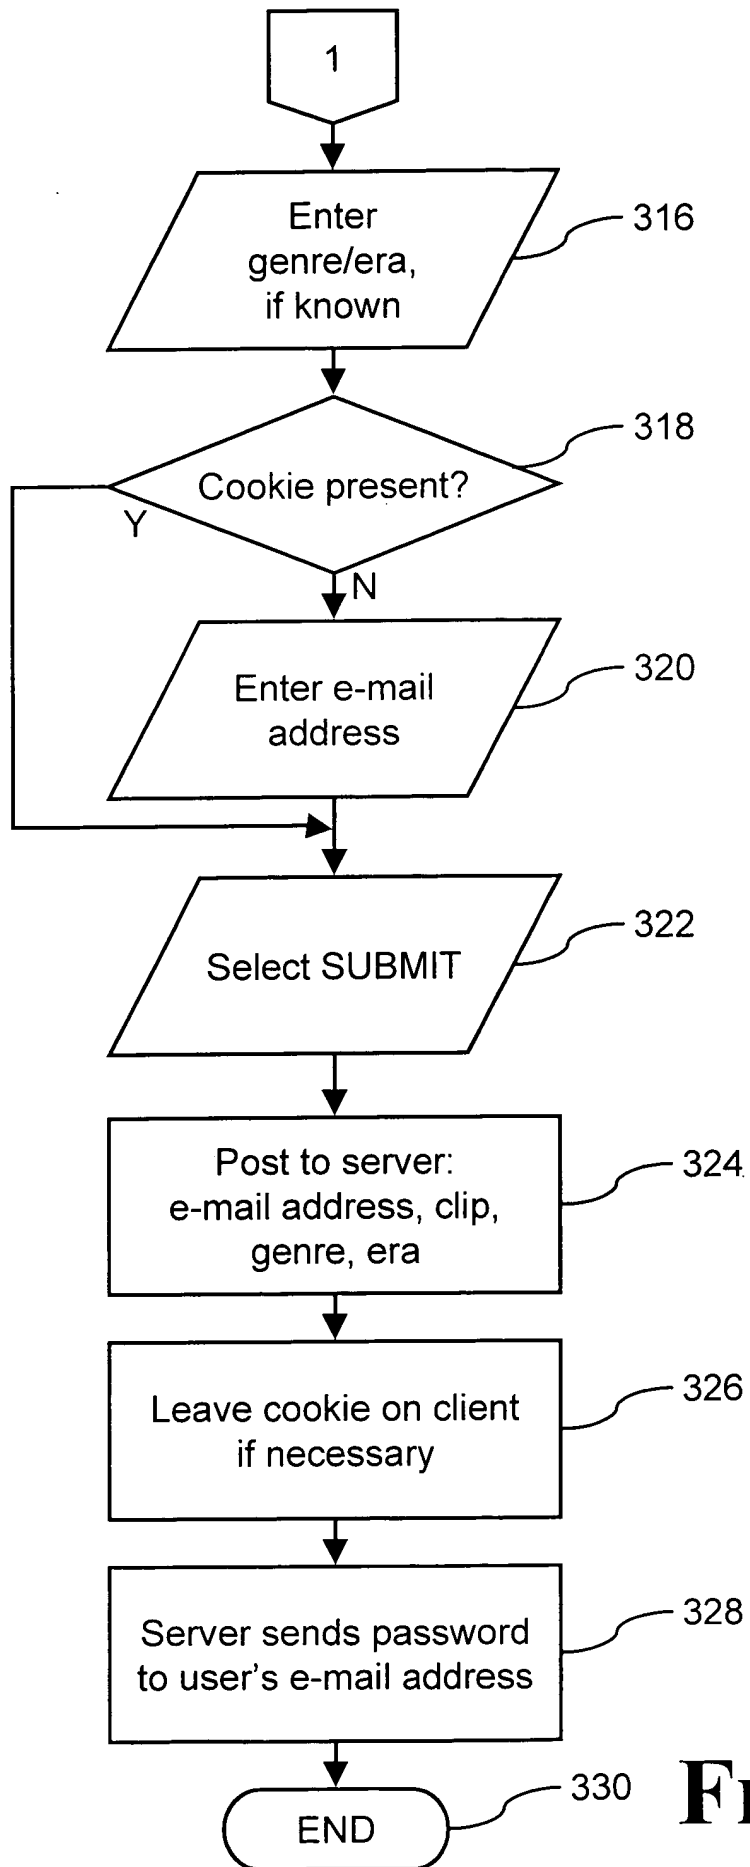 1
Enter
genre/era,
if known
316
Cookie present?
318
Y
N
Enter e-mail
address
320
Select SUBMIT
322
Post to server:
e-mail address, clip,
genre, era
324
Leave cookie on client
if necessary
326
Server sends password
to user's e-mail address
328
END
330